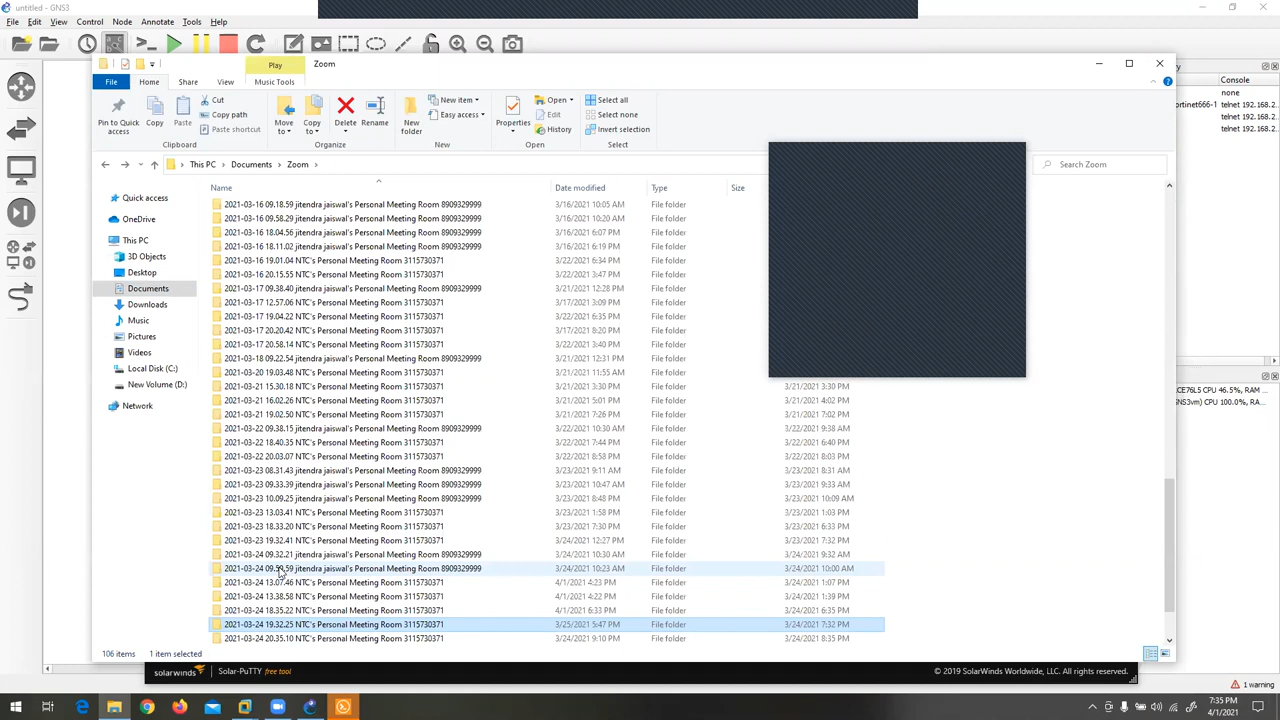 untitled - GNS3
File Edit View Control Node Annotate Tools Help
Play Zoom
File Home Share View Music Tools
Pin to Quick access
Copy
Paste
Cut
Copy path
Paste shortcut
Move to
Copy to
Delete
Rename
New folder
New item
Easy access
Properties
Open
Edit
History
Select all
Select none
Invert selection
Clipboard Organize New Open Select
This PC Documents Zoom
Search Zoom
Quick access
OneDrive
This PC
3D Objects
Desktop
Documents
Downloads
Music
Pictures
Videos
Local Disk (C:)
New Volume (D:)
Network
Name Date modified Type Size
2021-03-16 09.18.59 jitendra jaiswal's Personal Meeting Room 8909329999 3/16/2021 10:05 AM File folder
2021-03-16 09.58.29 jitendra jaiswal's Personal Meeting Room 8909329999 3/16/2021 10:20 AM File folder
2021-03-16 18.04.56 jitendra jaiswal's Personal Meeting Room 8909329999 3/16/2021 6:07 PM File folder
2021-03-16 18.11.02 jitendra jaiswal's Personal Meeting Room 8909329999 3/16/2021 6:19 PM File folder
2021-03-16 19.01.04 NTC's Personal Meeting Room 3115730371 3/22/2021 6:34 PM File folder
2021-03-16 20.15.55 NTC's Personal Meeting Room 3115730371 3/22/2021 3:47 PM File folder
2021-03-17 09.38.40 jitendra jaiswal's Personal Meeting Room 8909329999 3/21/2021 12:28 PM File folder
2021-03-17 12.57.06 NTC's Personal Meeting Room 3115730371 3/17/2021 3:09 PM File folder
2021-03-17 19.04.22 NTC's Personal Meeting Room 3115730371 3/22/2021 6:35 PM File folder
2021-03-17 20.20.42 NTC's Personal Meeting Room 3115730371 3/17/2021 8:20 PM File folder
2021-03-17 20.58.14 NTC's Personal Meeting Room 3115730371 3/22/2021 3:40 PM File folder
2021-03-18 09.22.54 jitendra jaiswal's Personal Meeting Room 8909329999 3/21/2021 12:31 PM File folder
2021-03-20 19.03.48 NTC's Personal Meeting Room 3115730371 3/22/2021 11:55 AM File folder
2021-03-21 15.30.18 NTC's Personal Meeting Room 3115730371 3/21/2021 3:30 PM File folder 3/21/2021 3:30 PM
2021-03-21 16.02.26 NTC's Personal Meeting Room 3115730371 3/21/2021 5:01 PM File folder 3/21/2021 4:02 PM
2021-03-21 19.02.50 NTC's Personal Meeting Room 3115730371 3/21/2021 7:26 PM File folder 3/21/2021 7:02 PM
2021-03-22 09.38.15 jitendra jaiswal's Personal Meeting Room 8909329999 3/22/2021 10:30 AM File folder 3/22/2021 9:38 AM
2021-03-22 18.40.35 NTC's Personal Meeting Room 3115730371 3/22/2021 7:44 PM File folder 3/22/2021 6:40 PM
2021-03-22 20.03.07 NTC's Personal Meeting Room 3115730371 3/22/2021 8:58 PM File folder 3/22/2021 8:03 PM
2021-03-23 08.31.43 jitendra jaiswal's Personal Meeting Room 8909329999 3/23/2021 9:11 AM File folder 3/23/2021 8:31 AM
2021-03-23 09.33.39 jitendra jaiswal's Personal Meeting Room 8909329999 3/23/2021 10:47 AM File folder 3/23/2021 9:33 AM
2021-03-23 10.09.25 jitendra jaiswal's Personal Meeting Room 8909329999 3/23/2021 8:48 PM File folder 3/23/2021 10:09 AM
2021-03-23 13.03.41 NTC's Personal Meeting Room 3115730371 3/23/2021 1:58 PM File folder 3/23/2021 1:03 PM
2021-03-23 18.33.20 NTC's Personal Meeting Room 3115730371 3/23/2021 7:30 PM File folder 3/23/2021 6:33 PM
2021-03-23 19.32.41 NTC's Personal Meeting Room 3115730371 3/24/2021 12:27 PM File folder 3/23/2021 7:32 PM
2021-03-24 09.32.21 jitendra jaiswal's Personal Meeting Room 8909329999 3/24/2021 10:30 AM File folder 3/24/2021 9:32 AM
2021-03-24 jitendra jaiswal's Personal Meeting Room 8909329999 3/24/2021 10:23 AM File folder 3/24/2021 10:00 AM
2021-03-24 13.07.46 NTC's Personal Meeting Room 3115730371 4/1/2021 4:23 PM File folder 3/24/2021 1:07 PM
2021-03-24 13.38.58 NTC's Personal Meeting Room 3115730371 4/1/2021 4:22 PM File folder 3/24/2021 1:39 PM
2021-03-24 18.35.22 NTC's Personal Meeting Room 3115730371 4/1/2021 6:33 PM File folder 3/24/2021 6:35 PM
2021-03-24 19.32.25 NTC's Personal Meeting Room 3115730371 3/25/2021 5:47 PM File folder 3/24/2021 7:32 PM
2021-03-24 20.35.10 NTC's Personal Meeting Room 3115730371 3/24/2021 9:10 PM File folder 3/24/2021 8:35 PM
106 items 1 item selected
Console
none
ortinet666-1 telnet 192.168.2.
telnet 192.168.2.
telnet 192.168.2.
CE76L5 CPU 46.5%, RAM ...
GNS3vm) CPU 100.0%, RA...
solarwinds Solar-PuTTY free tool © 2019 SolarWinds Worldwide, LLC. All rights reserved.
1 warning
7:35 PM
4/1/2021